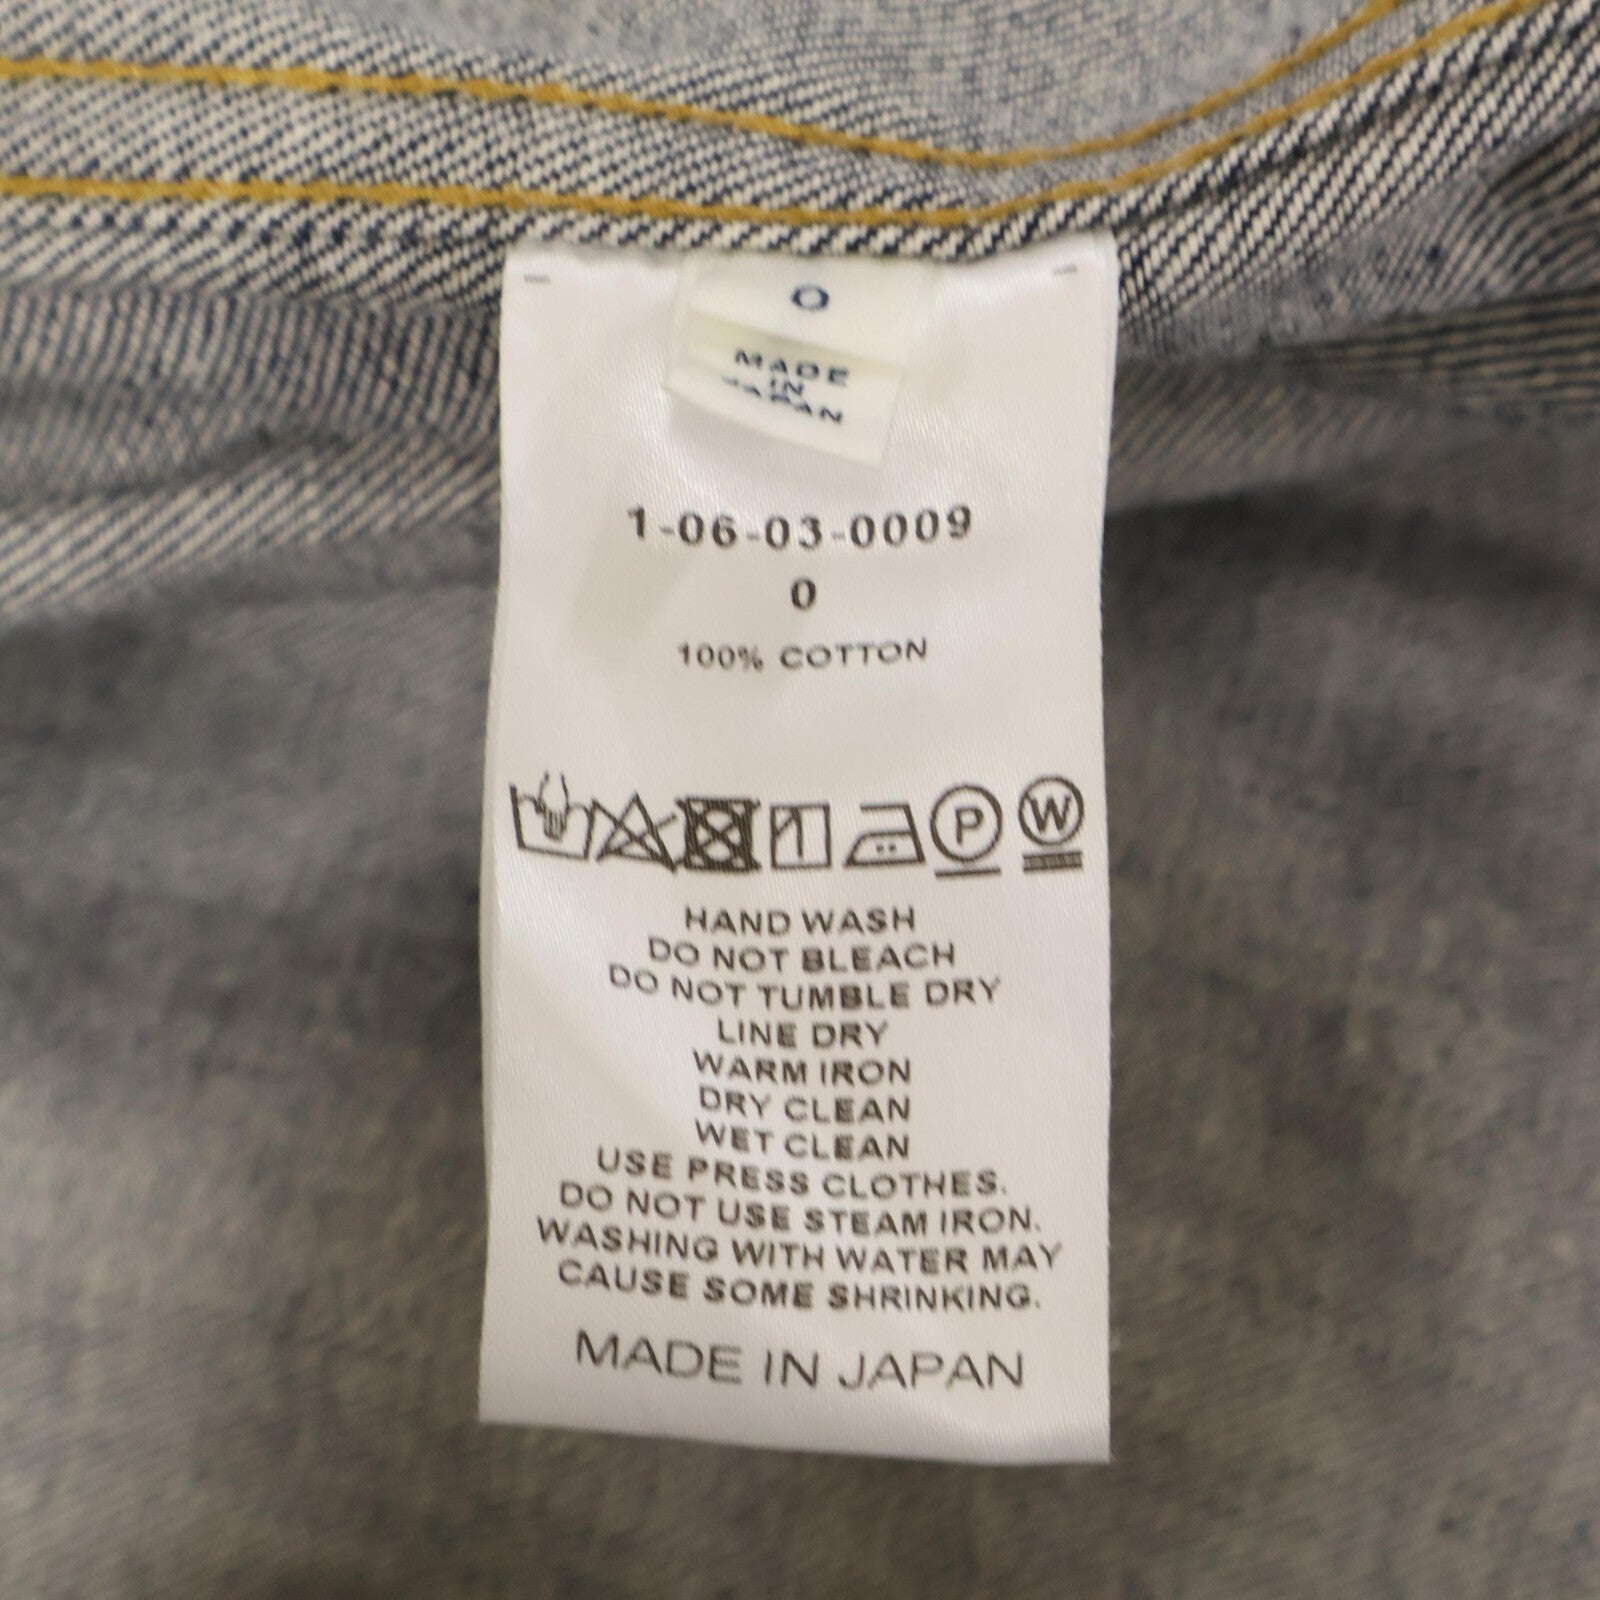 0
MADE
IN
JAPAN
1-06-03-0009
0
100% COTTON
P W
HAND WASH
DO NOT BLEACH
DO NOT TUMBLE DRY
LINE DRY
WARM IRON
DRY CLEAN
WET CLEAN
USE PRESS CLOTHES.
DO NOT USE STEAM IRON.
WASHING WITH WATER MAY
CAUSE SOME SHRINKING.
MADE IN JAPAN